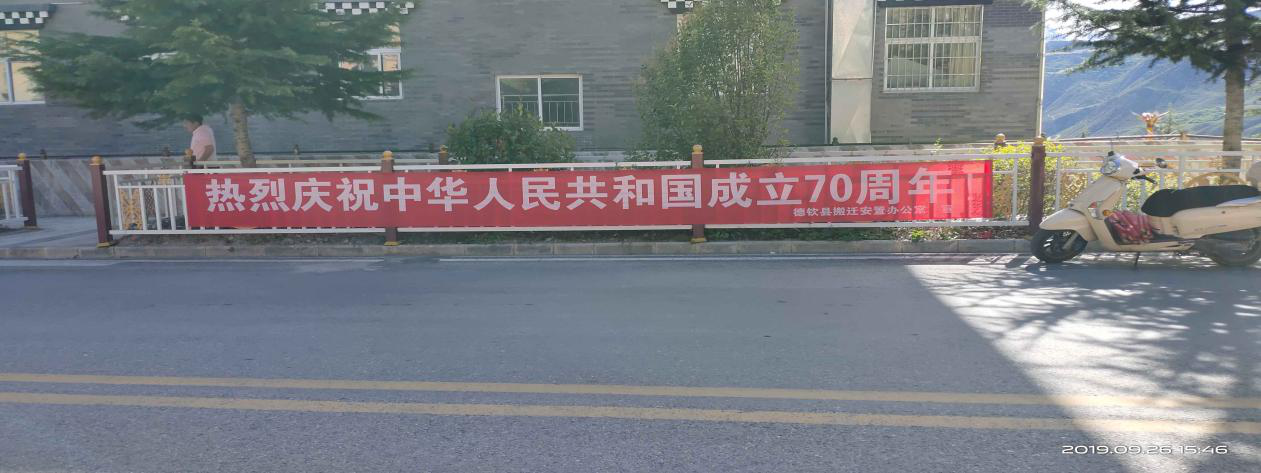 热烈庆祝中华人民共和国成立70周年
德钦县搬迁安置办公室 宣
2019.09.26 15:46